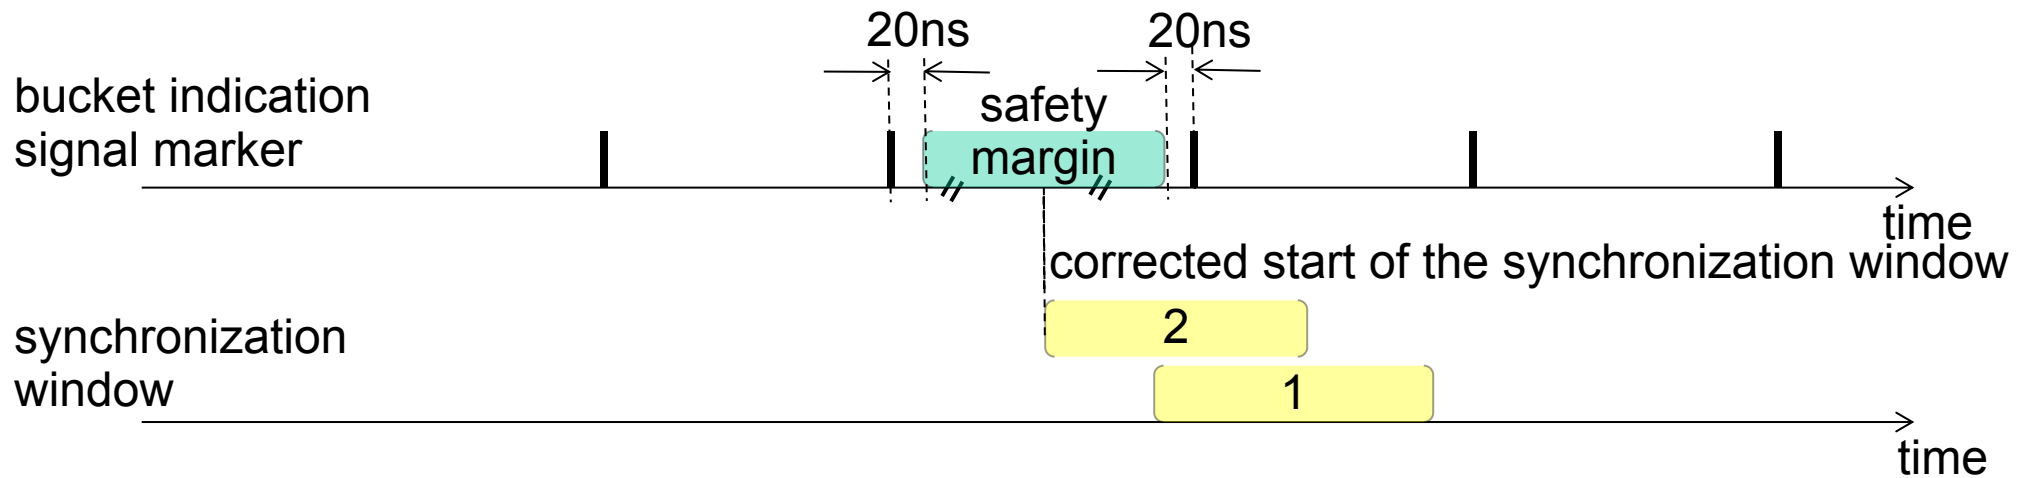 20ns
20ns
bucket indication
signal marker
safety
margin
time
corrected start of the synchronization window
synchronization
window
2
1
time